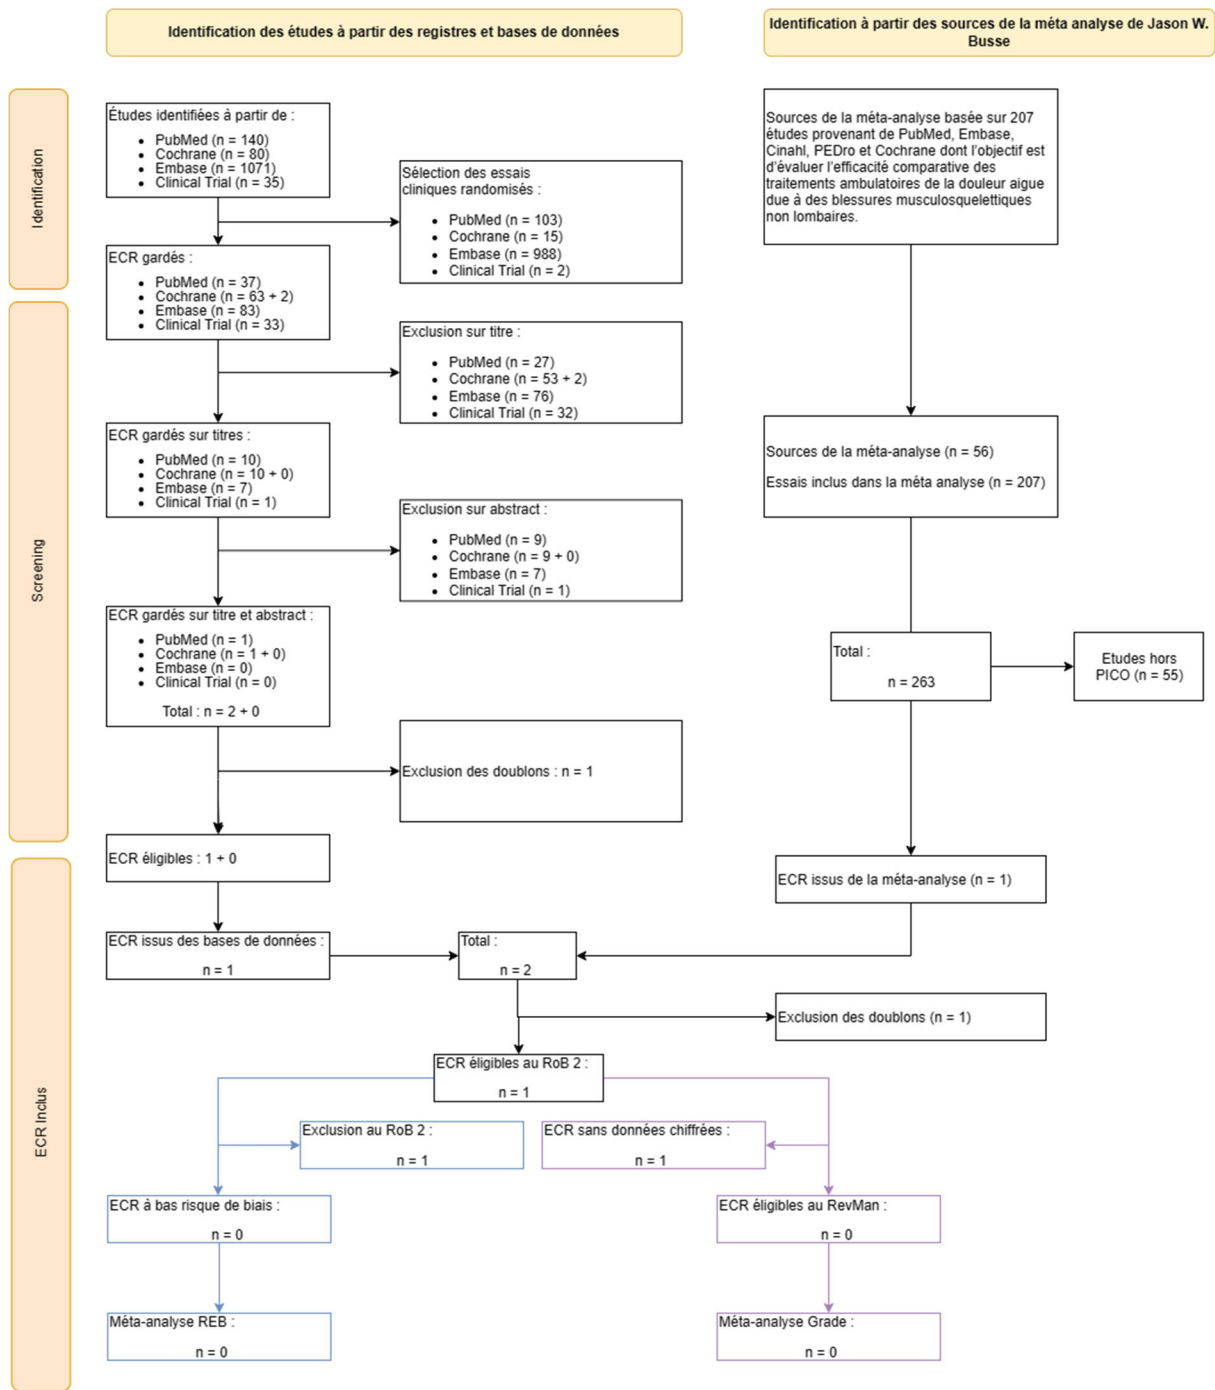 Identification des études à partir des registres et bases de données
Identification à partir des sources de la méta analyse de Jason W.
Busse
Identification
Études identifiées à partir de :
• PubMed (n = 140)
• Cochrane (n = 80)
• Embase (n = 1071)
• Clinical Trial (n = 35)
Sélection des essais
cliniques randomisés :
• PubMed (n = 103)
• Cochrane (n = 15)
• Embase (n = 988)
• Clinical Trial (n = 2)
Sources de la méta-analyse basée sur 207
études provenant de PubMed, Embase,
Cinahl, PEDro et Cochrane dont l'objectif est
d'évaluer l'efficacité comparative des
traitements ambulatoires de la douleur aigue
due à des blessures musculosquelettiques
non lombaires.
ECR gardés :
• PubMed (n = 37)
• Cochrane (n = 63 + 2)
• Embase (n = 83)
• Clinical Trial (n = 33)
Screening
Exclusion sur titre :
• PubMed (n = 27)
• Cochrane (n = 53 + 2)
• Embase (n = 76)
• Clinical Trial (n = 32)
ECR gardés sur titres :
• PubMed (n = 10)
• Cochrane (n = 10 + 0)
• Embase (n = 7)
• Clinical Trial (n = 1)
Sources de la méta-analyse (n = 56)
Essais inclus dans la méta analyse (n = 207)
Exclusion sur abstract :
• PubMed (n = 9)
• Cochrane (n = 9 + 0)
• Embase (n = 7)
• Clinical Trial (n = 1)
ECR gardés sur titre et abstract :
• PubMed (n = 1)
• Cochrane (n = 1 + 0)
• Embase (n = 0)
• Clinical Trial (n = 0)
Total : n = 2 + 0
Total :
n = 263
Etudes hors
PICO (n = 55)
Exclusion des doublons : n = 1
ECR éligibles : 1 + 0
ECR issus de la méta-analyse (n = 1)
ECR Inclus
ECR issus des bases de données :
n = 1
Total :
n = 2
Exclusion des doublons (n = 1)
ECR éligibles au RoB 2 :
n = 1
Exclusion au RoB 2 :
n = 1
ECR sans données chiffrées :
n = 1
ECR à bas risque de biais :
n = 0
ECR éligibles au RevMan :
n = 0
Méta-analyse REB :
n = 0
Méta-analyse Grade :
n = 0